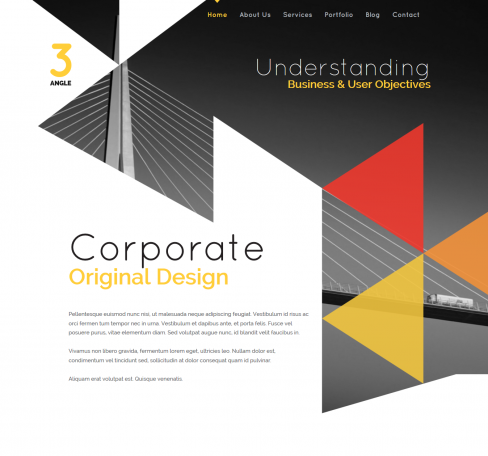 Home About Us Services Portfolio Blog Contact
3
ANGLE
Understanding
Business & User Objectives
Corporate
Original Design
Pellentesque euismod nunc nisi, ut malesuada neque adipiscing feugiat. Vestibulum id risus ac
orci fermen tum tempor nec in urna. Vestibulum et dapibus ante, et porta felis. Fusce vel
posuere purus, vitae elementum diam. Sed volutpat augue nunc, id blandit velit faucibus in.
Vivamus non libero gravida, fermentum lorem eget, ultricies leo. Nullam dolor est,
condimentum vel tincidunt sed, sollicitudin at dolor consequat quam id pulvinar.
Aliquam erat volutpat est. Quisque venenatis.